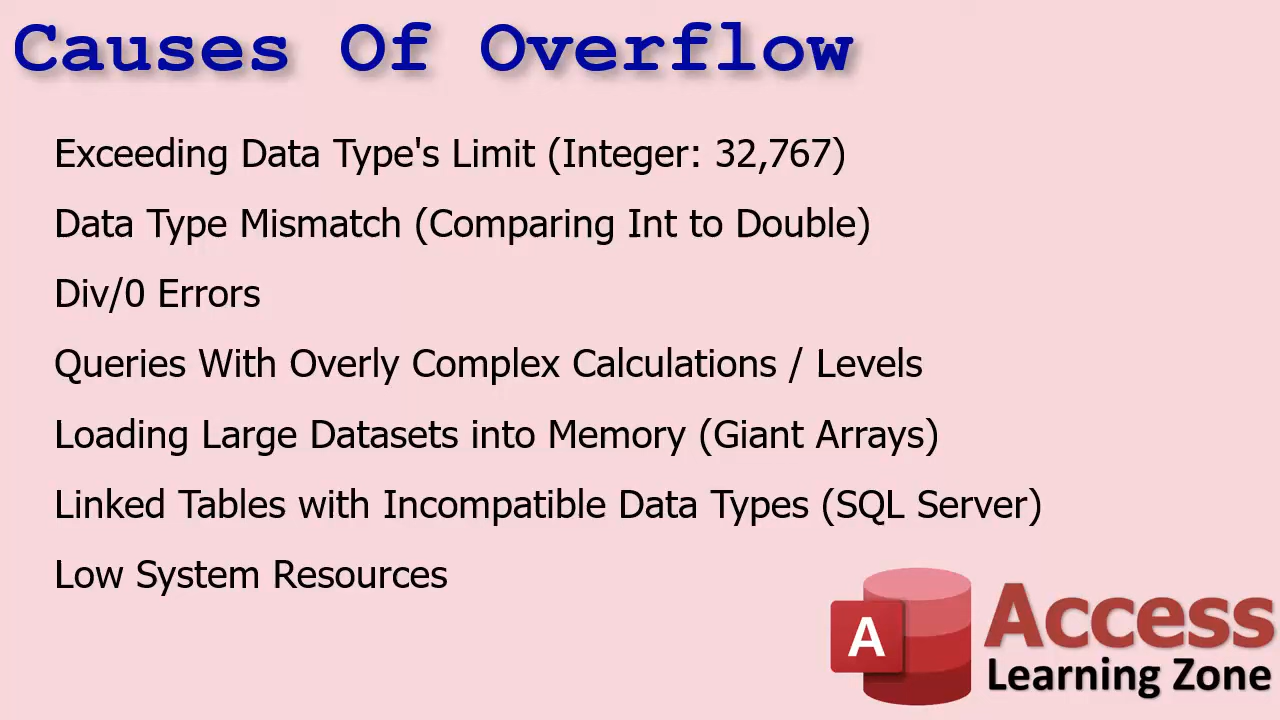 Causes Of Overflow
Exceeding Data Type's Limit (Integer: 32,767)
Data Type Mismatch (Comparing Int to Double)
Div/0 Errors
Queries With Overly Complex Calculations / Levels
Loading Large Datasets into Memory (Giant Arrays)
Linked Tables with Incompatible Data Types (SQL Server)
Low System Resources
A
Access
Learning Zone